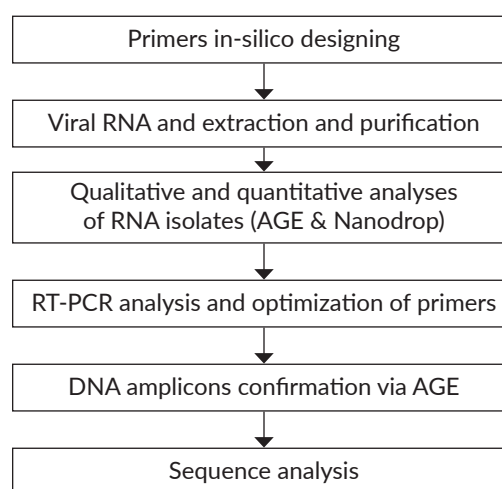 Primers in-silico designing
Viral RNA and extraction and purification
Qualitative and quantitative analyses
of RNA isolates (AGE & Nanodrop)
RT-PCR analysis and optimization of primers
DNA amplicons confirmation via AGE
Sequence analysis